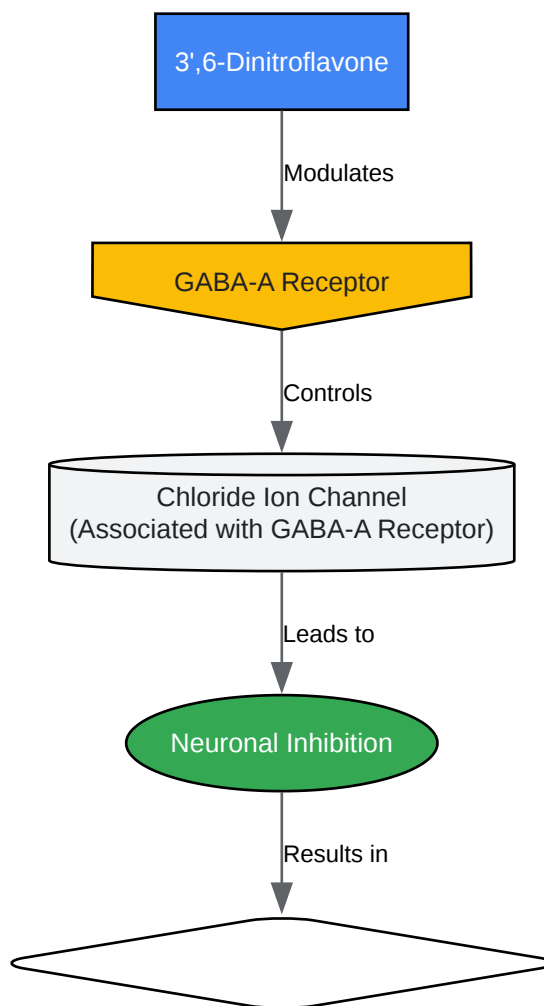 3',6-Dinitroflavone
Modulates
GABA-A Receptor
Controls
Chloride Ion Channel
(Associated with GABA-A Receptor)
Leads to
Neuronal Inhibition
Results in